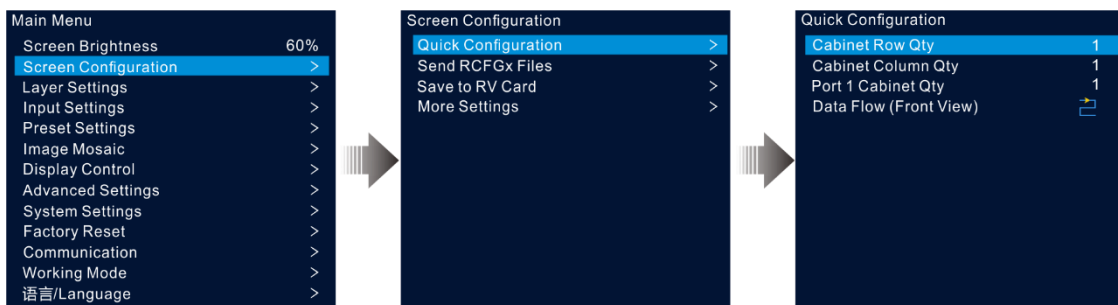 Main Menu
Screen Brightness 60%
Screen Configuration >
Layer Settings >
Input Settings >
Preset Settings >
Image Mosaic >
Display Control >
Advanced Settings >
System Settings >
Factory Reset >
Communication >
Working Mode >
语言/Language >
Screen Configuration
Quick Configuration >
Send RCFGx Files >
Save to RV Card >
More Settings >
Quick Configuration
Cabinet Row Qty 1
Cabinet Column Qty 1
Port 1 Cabinet Qty 1
Data Flow (Front View)